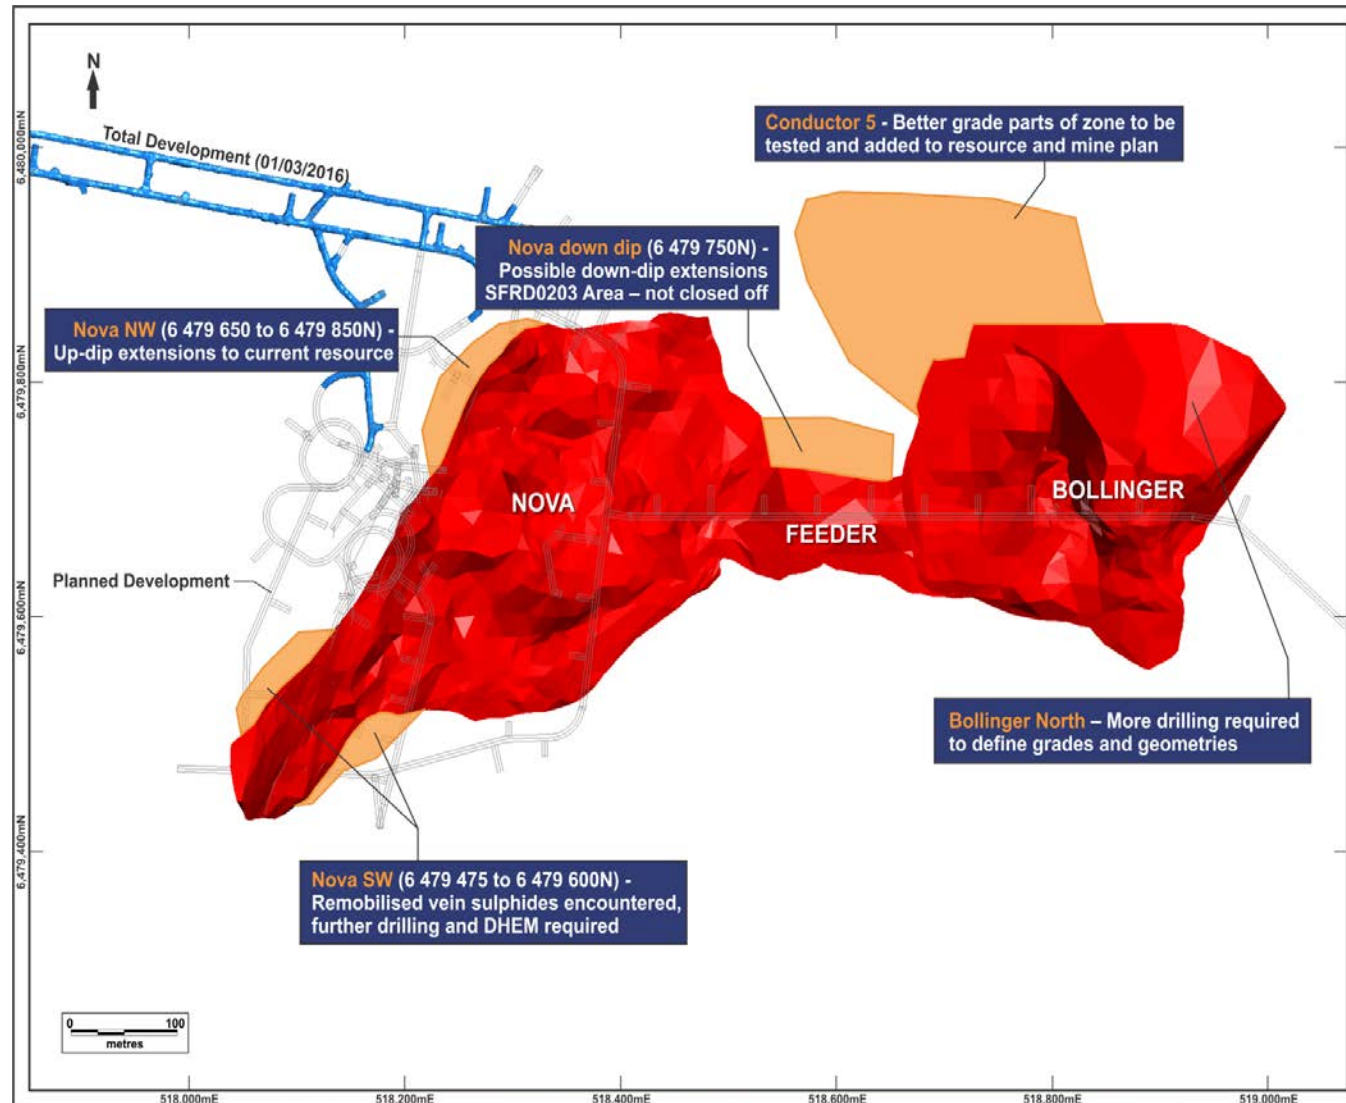 N
Total Development (01/03/2016)
Conductor 5 - Better grade parts of zone to be
tested and added to resource and mine plan
Nova down dip (6 479 750N) -
Possible down-dip extensions
SFRD0203 Area – not closed off
Nova NW (6 479 650 to 6 479 850N) -
Up-dip extensions to current resource
NOVA
FEEDER
BOLLINGER
Planned Development
Bollinger North – More drilling required
to define grades and geometries
Nova SW (6 479 475 to 6 479 600N) -
Remobilised vein sulphides encountered,
further drilling and DHEM required
6,480,000mN
6,479,800mN
6,479,600mN
6,479,400mN
0 100
metres
518,000mE 518,200mE 518,400mE 518,600mE 518,800mE 519,000mE